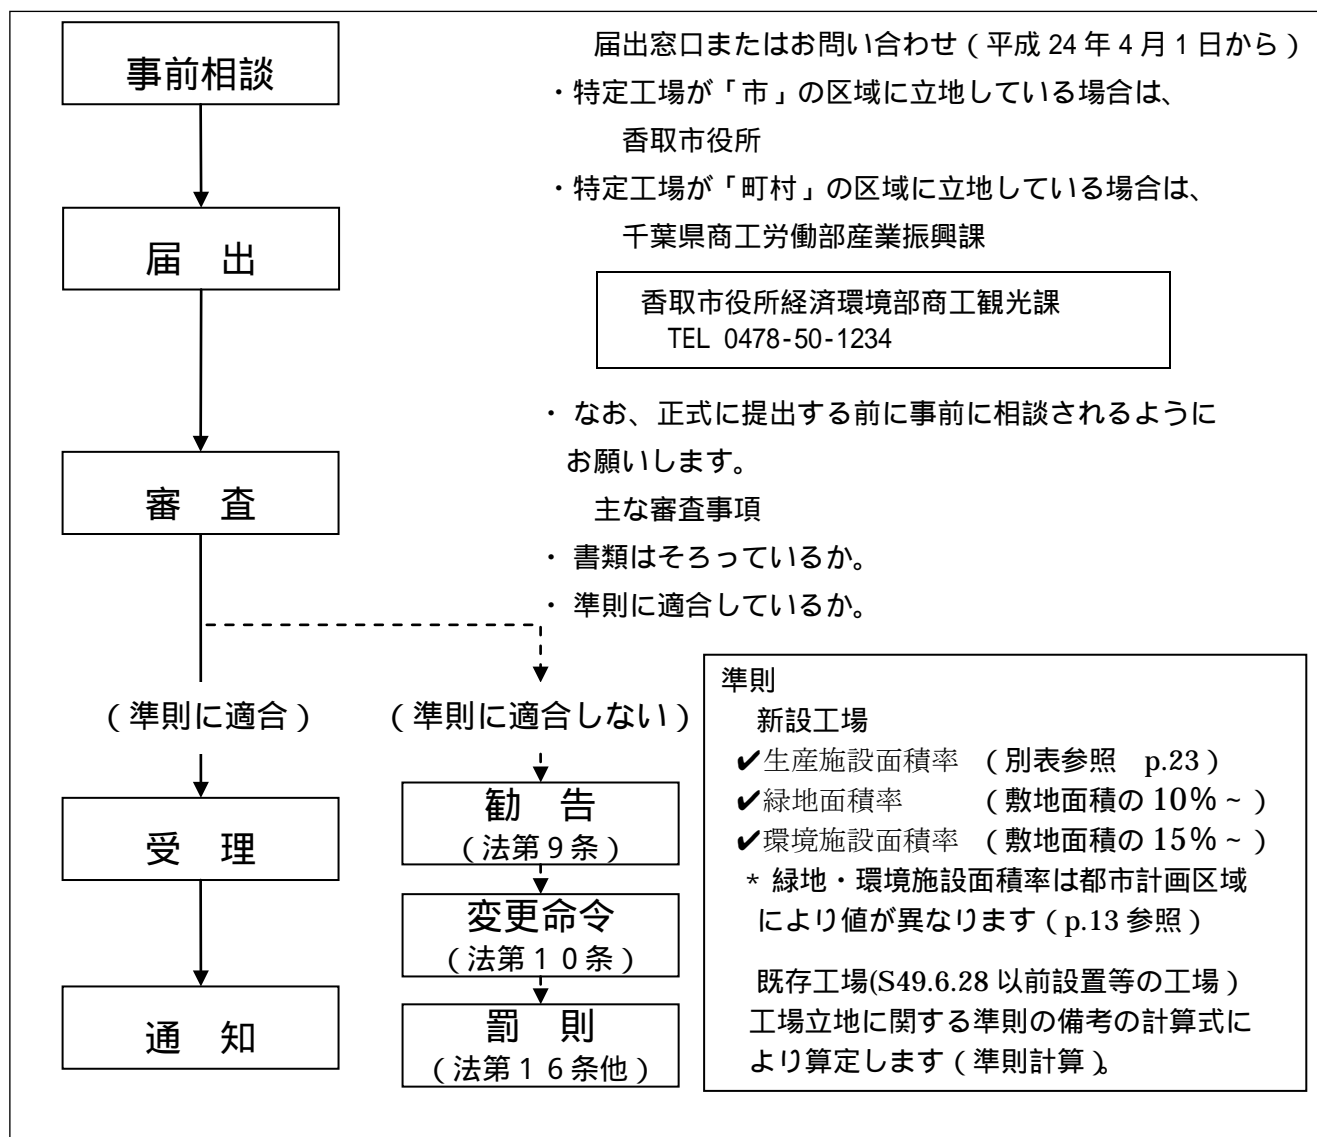 事前相談
届　出
審　査
（準則に適合）
（準則に適合しない）
受　理
通　知
勧　告
（法第９条）
変更命令
（法第１０条）
罰　則
（法第１６条他）
届出窓口またはお問い合わせ（平成 24 年 4 月 1 日から）
・特定工場が「市」の区域に立地している場合は、
香取市役所
・特定工場が「町村」の区域に立地している場合は、
千葉県商工労働部産業振興課
香取市役所経済環境部商工観光課
TEL 0478-50-1234
・ なお、正式に提出する前に事前に相談されるように
お願いします。
主な審査事項
・ 書類はそろっているか。
・ 準則に適合しているか。
準則
新設工場
✔生産施設面積率　（別表参照　p.23）
✔緑地面積率　　　（敷地面積の 10%～）
✔環境施設面積率　（敷地面積の 15%～）
* 緑地・環境施設面積率は都市計画区域
により値が異なります（p.13 参照）
既存工場(S49.6.28 以前設置等の工場）
工場立地に関する準則の備考の計算式に
より算定します（準則計算）。